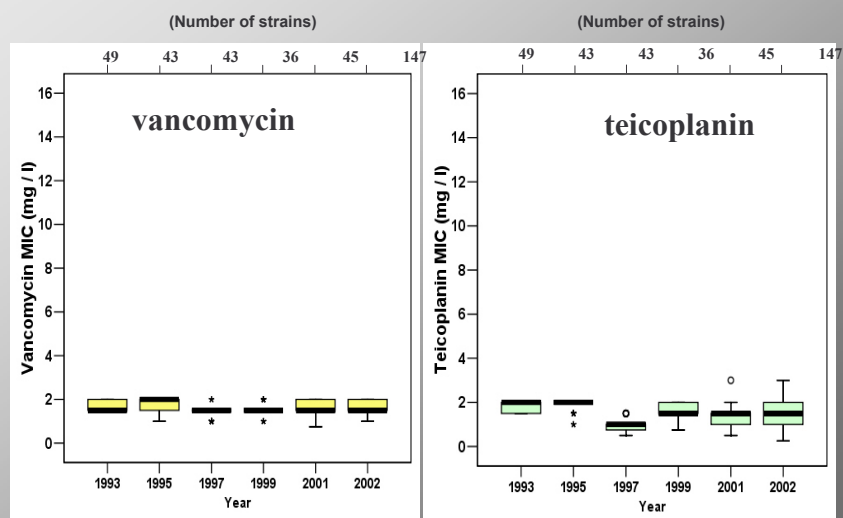 (Number of strains)
49 43 43 36 45 147
vancomycin
Vancomycin MIC (mg / l)
16
14
12
10
8
6
4
2
0
1993 1995 1997 1999 2001 2002
Year
(Number of strains)
49 43 43 36 45 147
teicoplanin
Teicoplanin MIC (mg / l)
16
14
12
10
8
6
4
2
0
1993 1995 1997 1999 2001 2002
Year